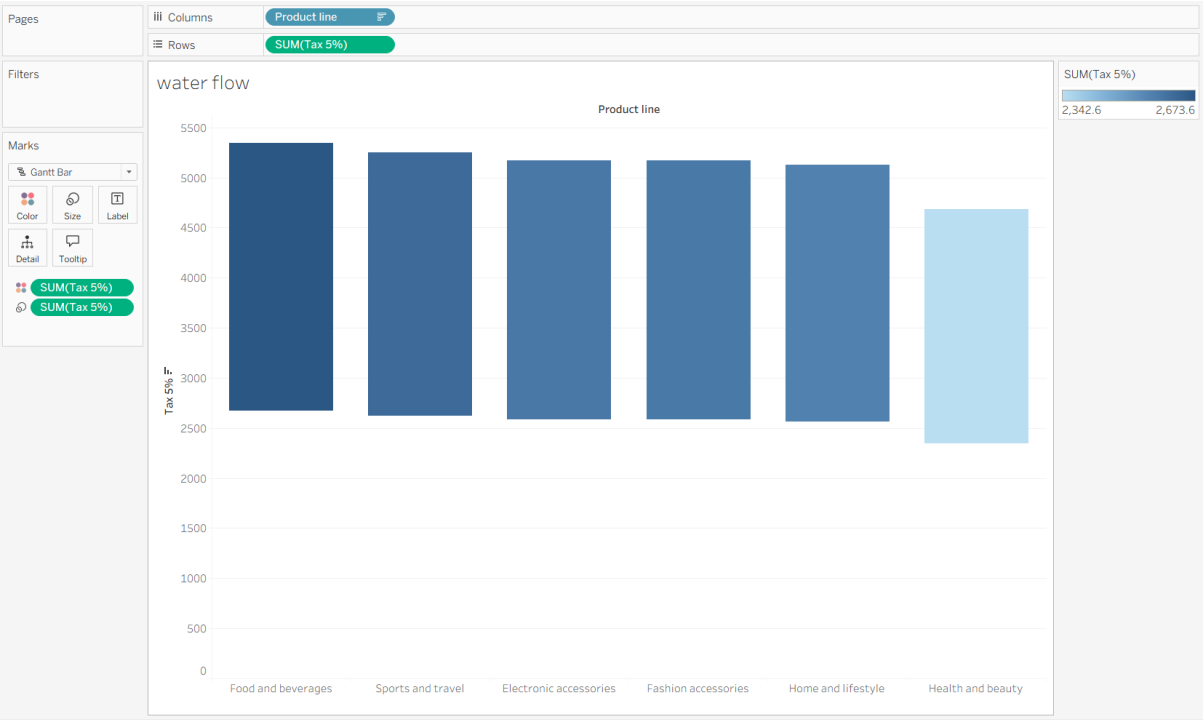 Pages
Columns
Product line
Rows
SUM(Tax 5%)
Filters
Marks
Gantt Bar
Color
Size
Label
Detail
Tooltip
SUM(Tax 5%)
SUM(Tax 5%)
water flow
Product line
Tax 5%
5500
5000
4500
4000
3500
3000
2500
2000
1500
1000
500
0
Food and beverages
Sports and travel
Electronic accessories
Fashion accessories
Home and lifestyle
Health and beauty
SUM(Tax 5%)
2,342.6
2,673.6